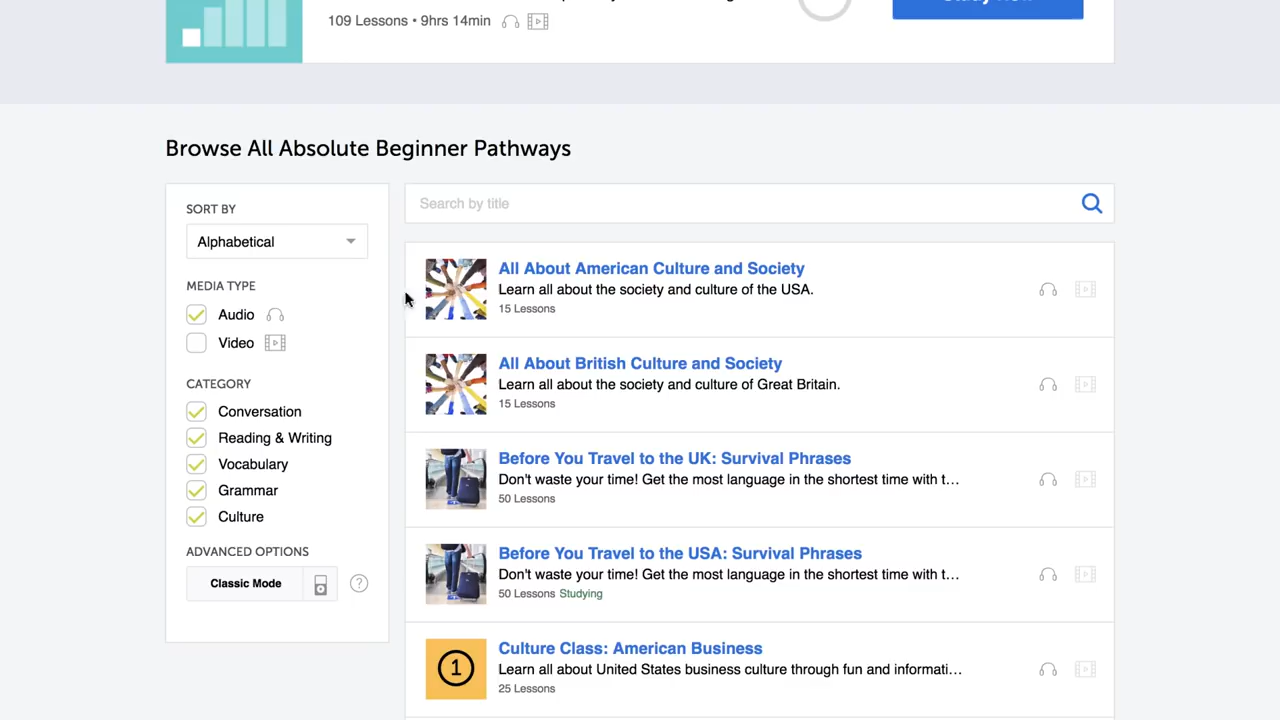 109 Lessons • 9hrs 14min
Browse All Absolute Beginner Pathways
SORT BY
Alphabetical
MEDIA TYPE
Audio
Video
CATEGORY
Conversation
Reading & Writing
Vocabulary
Grammar
Culture
ADVANCED OPTIONS
Classic Mode
?
Search by title
All About American Culture and Society
Learn all about the society and culture of the USA.
15 Lessons
All About British Culture and Society
Learn all about the society and culture of Great Britain.
15 Lessons
Before You Travel to the UK: Survival Phrases
Don't waste your time! Get the most language in the shortest time with t…
50 Lessons
Before You Travel to the USA: Survival Phrases
Don't waste your time! Get the most language in the shortest time with t…
50 Lessons Studying
1
Culture Class: American Business
Learn all about United States business culture through fun and informati…
25 Lessons